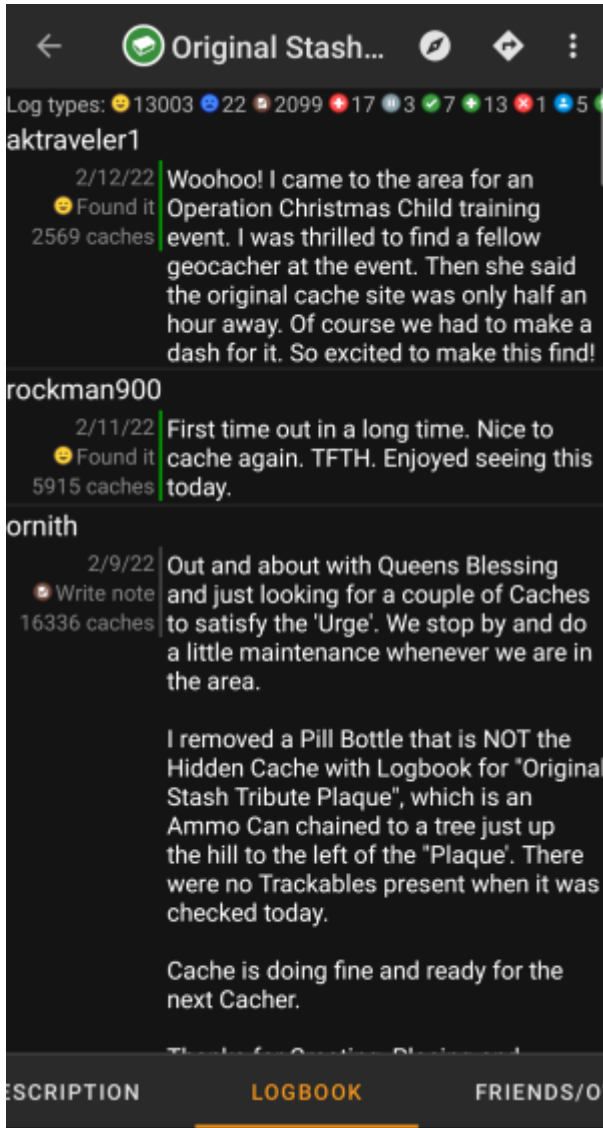 Original Stash...
Log types: 13003 22 2099 17 3 7 13 1 5
aktraveler1
2/12/22
Found it
2569 caches
Woohoo! I came to the area for an
Operation Christmas Child training
event. I was thrilled to find a fellow
geocacher at the event. Then she said
the original cache site was only half an
hour away. Of course we had to make a
dash for it. So excited to make this find!
rockman900
2/11/22
Found it
5915 caches
First time out in a long time. Nice to
cache again. TFTH. Enjoyed seeing this
today.
ornith
2/9/22
Write note
16336 caches
Out and about with Queens Blessing
and just looking for a couple of Caches
to satisfy the 'Urge'. We stop by and do
a little maintenance whenever we are in
the area.
I removed a Pill Bottle that is NOT the
Hidden Cache with Logbook for "Original
Stash Tribute Plaque", which is an
Ammo Can chained to a tree just up
the hill to the left of the "Plaque'. There
were no Trackables present when it was
checked today.
Cache is doing fine and ready for the
next Cacher.
ESCRIPTION
LOGBOOK
FRIENDS/O